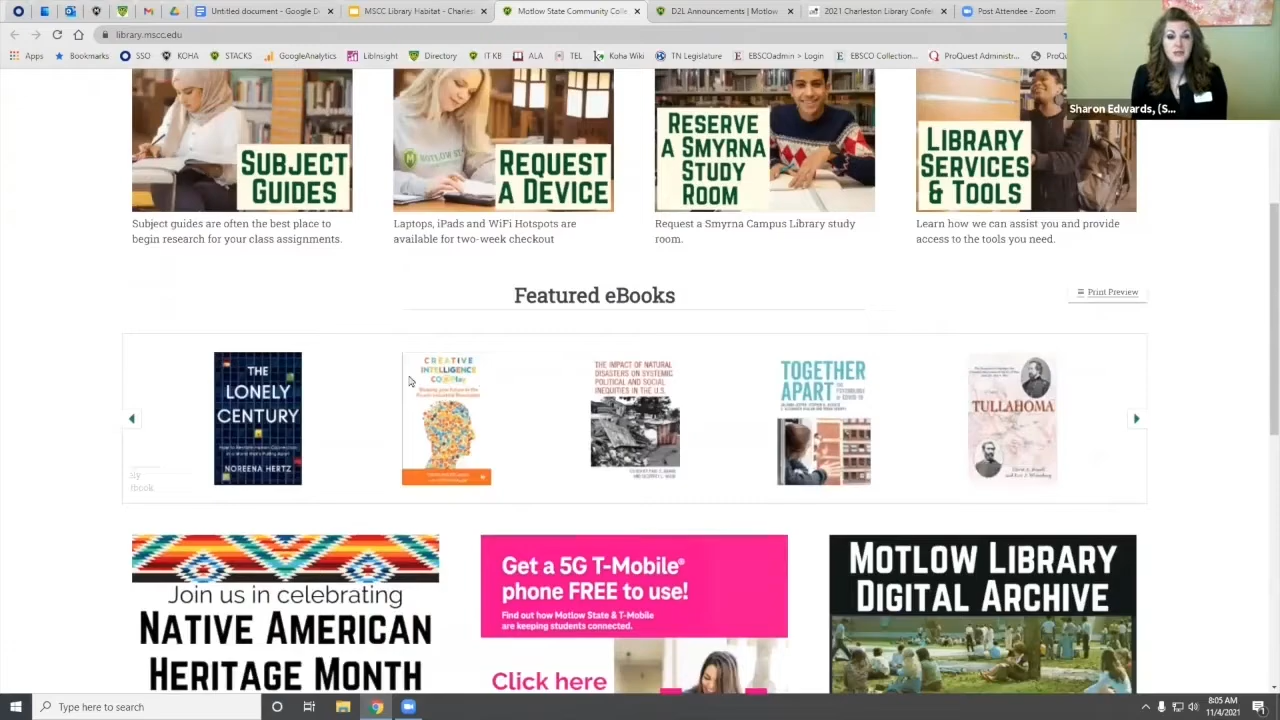 Untitled document - Google D
MSCC Library Habitat - Charles
Motlow State Community Coll
D2L Announcements | Motlow
2021 Charleston Library Confe
Post Attendee - Zoom
library.mscc.edu
Apps
Bookmarks
SSO
KOHA
STACKS
GoogleAnalytics
LibInsight
Directory
IT KB
ALA
TEL
Koha Wiki
TN Legislation
EBSCOadmin > Host...
EBSCO Collection...
ProQuest Administr...
Sharon Edwards, (S...
SUBJECT
GUIDES
REQUEST
A DEVICE
RESERVE
A SMYRNA
STUDY
ROOM
LIBRARY
SERVICES
& TOOLS
Subject guides are often the best place to
begin research for your class assignments.
Laptops, iPads and WiFi Hotspots are
available for two-week checkout
Request a Smyrna Campus Library study
room.
Learn how we can assist you and provide
access to the tools you need.
Featured eBooks
Print Preview
THE
LONELY
CENTURY
NOREENA HERTZ
CREATIVE
INTELLIGENCE
THE IMPACT OF NATURAL
DISASTERS ON SYSTEMIC
POLITICAL AND SOCIAL
INEQUITIES IN THE U.S.
TOGETHER
APART
TULLAHOMA
Join us in celebrating
NATIVE AMERICAN
HERITAGE MONTH
Get a 5G T-Mobile®
phone FREE to use!
Find out how Motlow State & T-Mobile
are keeping students connected.
Click here
MOTLOW LIBRARY
DIGITAL ARCHIVE
Type here to search
8:05 AM
11/4/2021